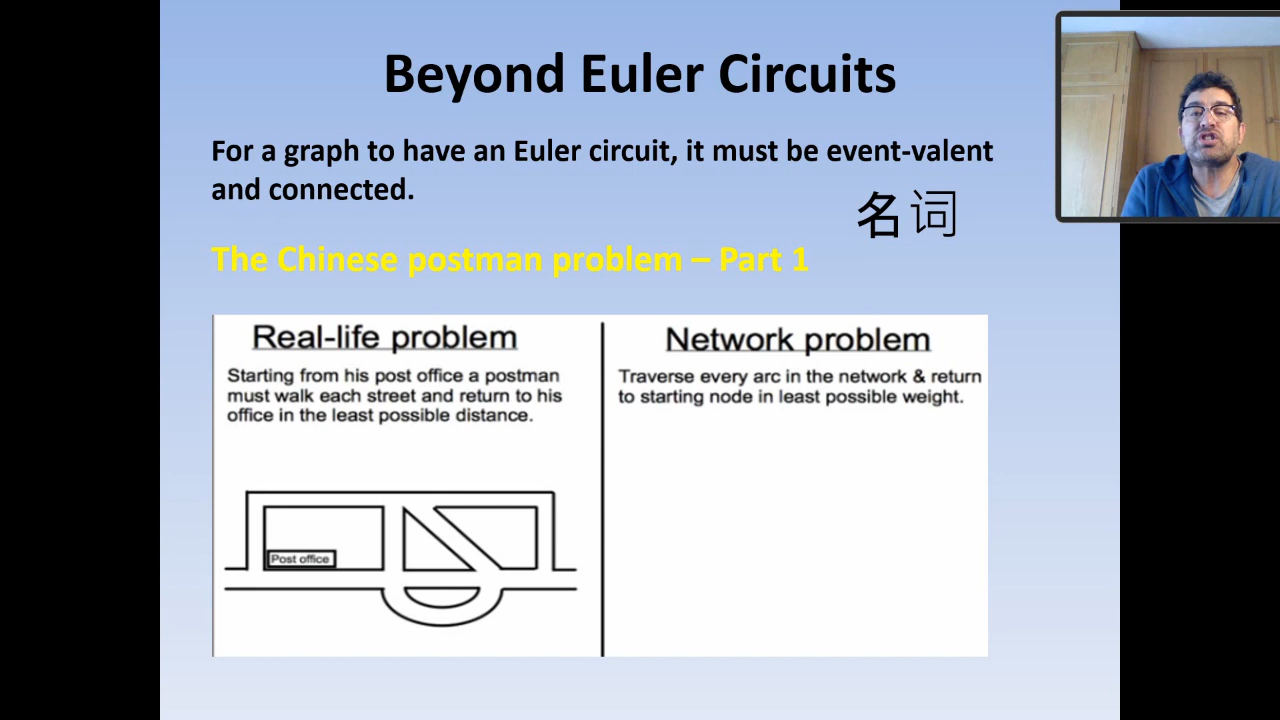 Beyond Euler Circuits
For a graph to have an Euler circuit, it must be event-valent
and connected.
名词
The Chinese postman problem – Part 1
Real-life problem
Starting from his post office a postman
must walk each street and return to his
office in the least possible distance.
Post office
Network problem
Traverse every arc in the network & return
to starting node in least possible weight.